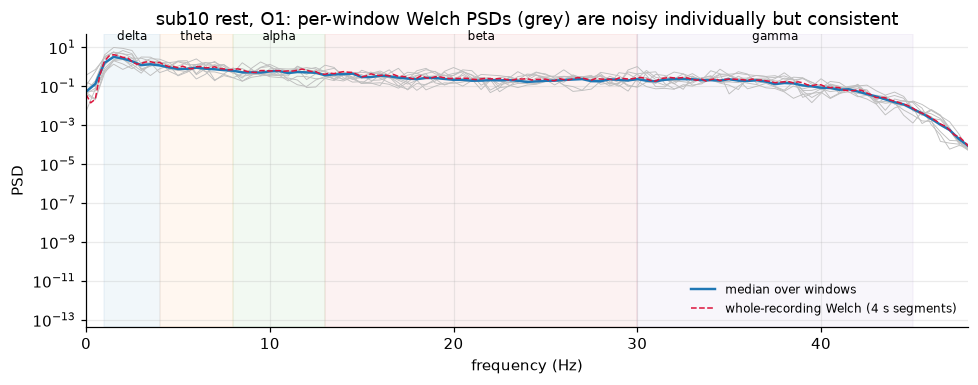 sub10 rest, O1: per-window Welch PSDs (grey) are noisy individually but consistent
delta theta alpha beta gamma
10¹
10⁻¹
10⁻³
10⁻⁵
10⁻⁷
10⁻⁹
10⁻¹¹
10⁻¹³
PSD
median over windows
whole-recording Welch (4 s segments)
0 10 20 30 40
frequency (Hz)